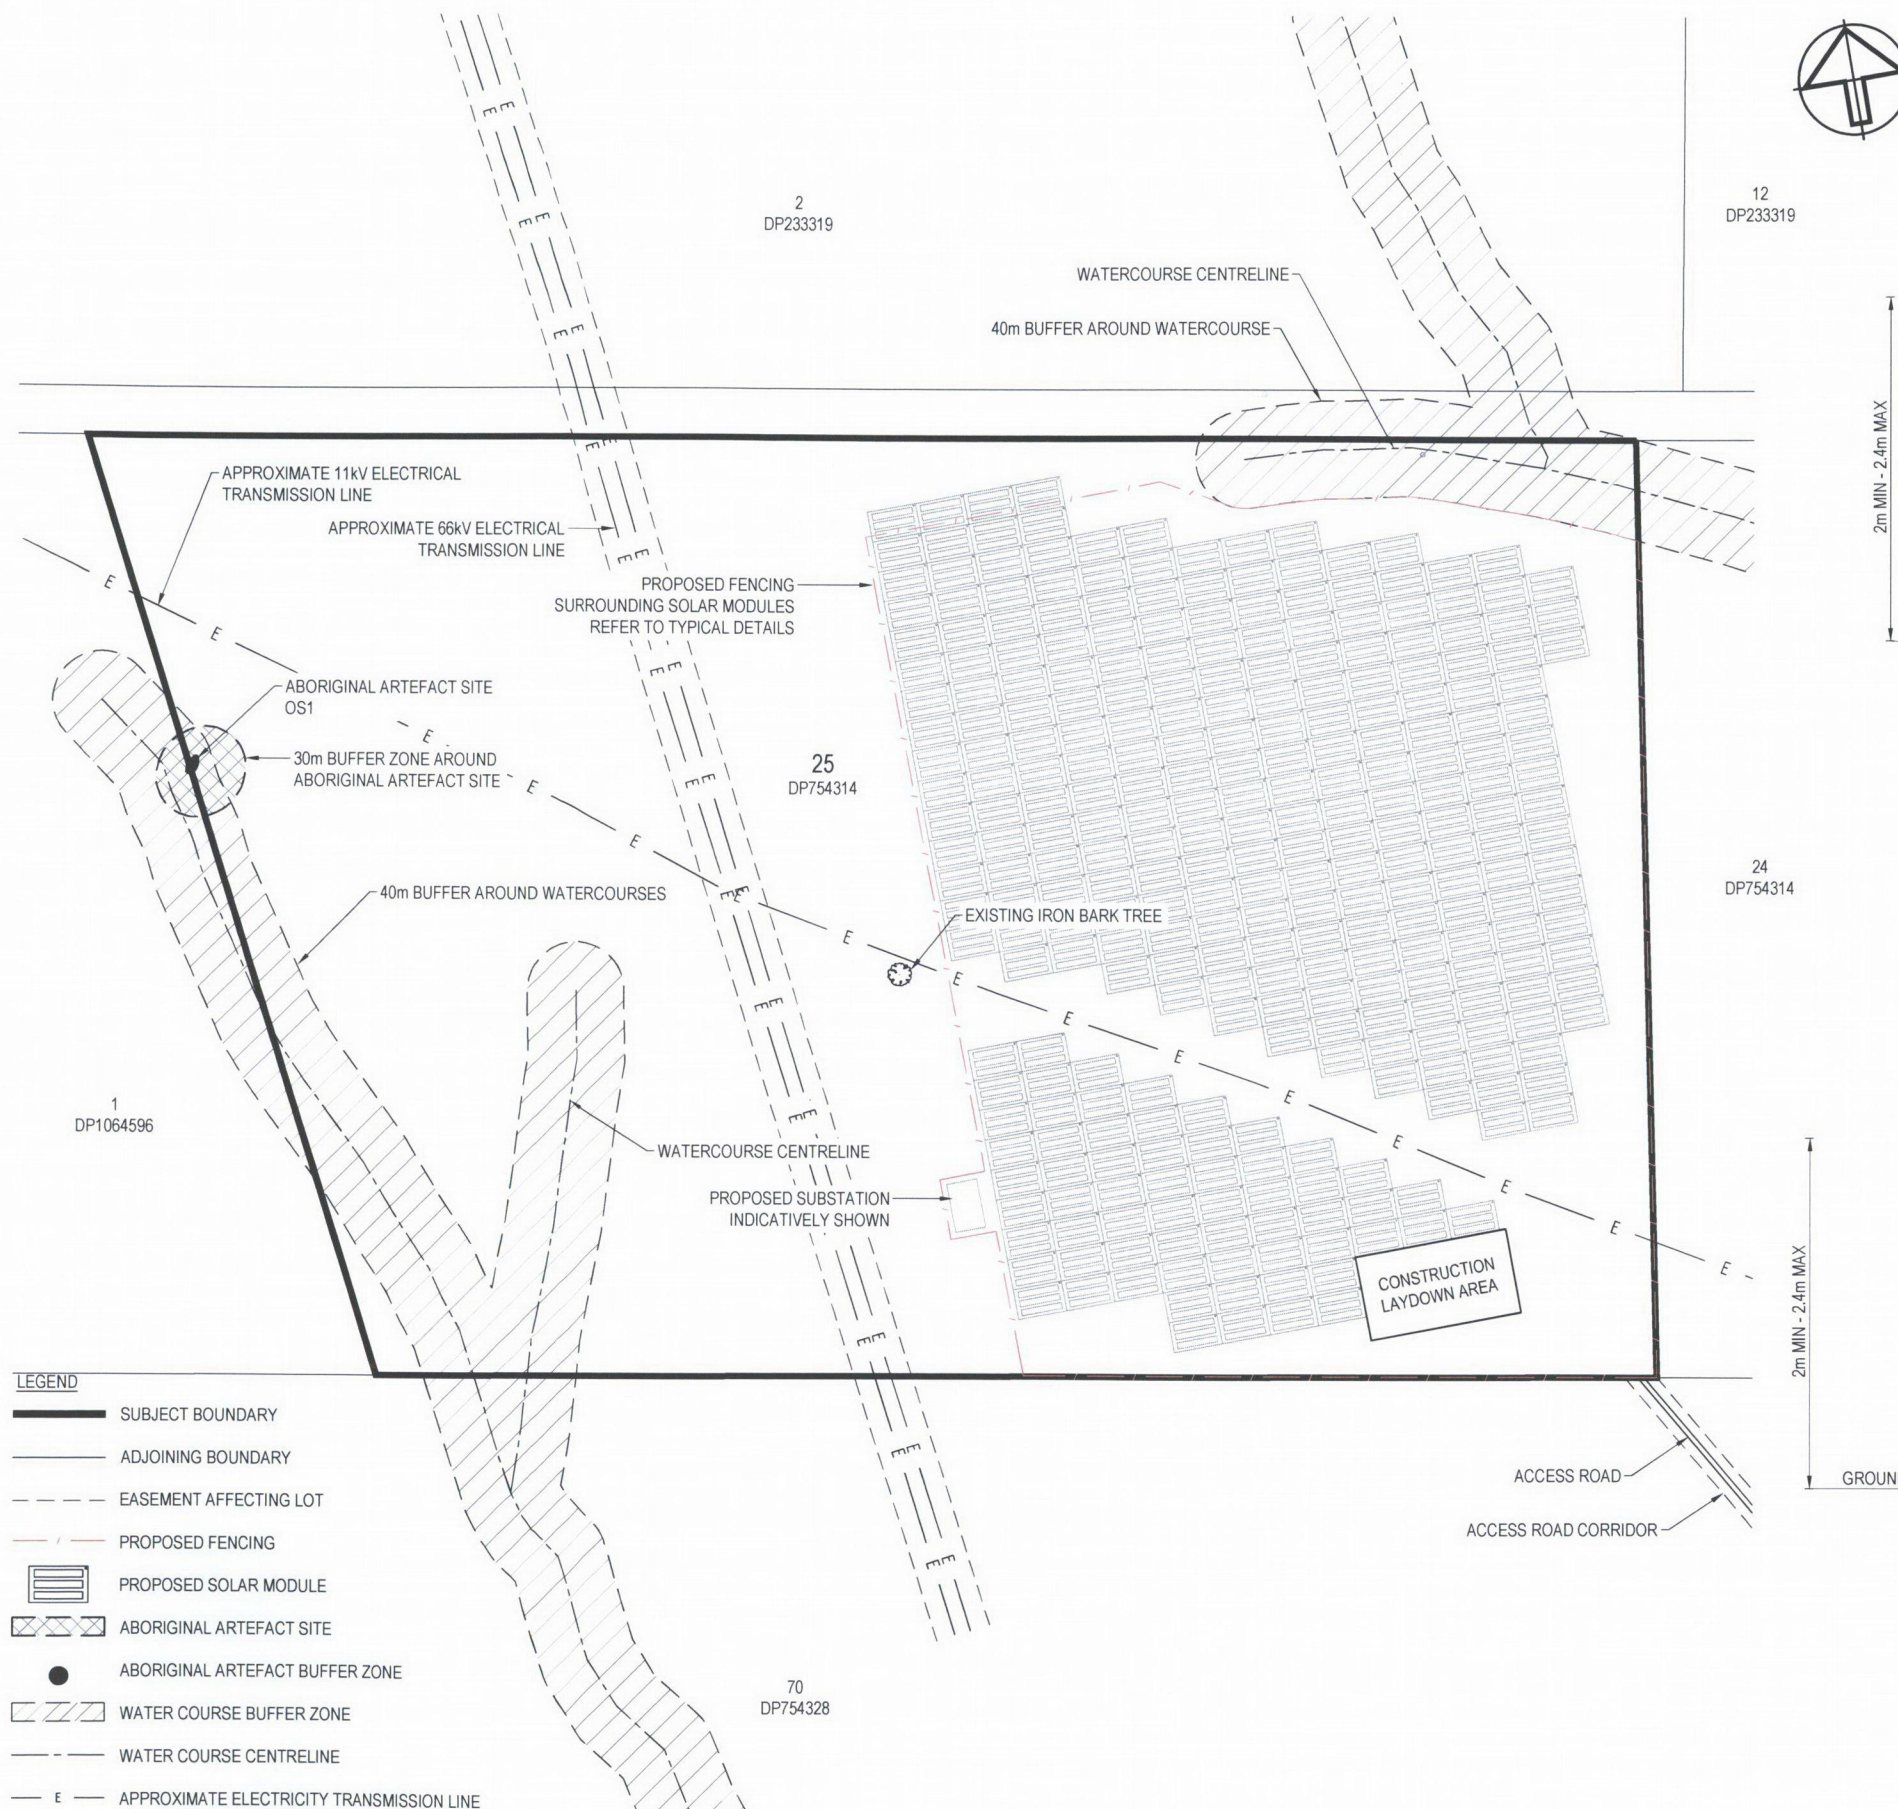 2
DP233319
12
DP233319
WATERCOURSE CENTRELINE
40m BUFFER AROUND WATERCOURSE
2m MIN - 2.4m MAX
APPROXIMATE 11kV ELECTRICAL
TRANSMISSION LINE
APPROXIMATE 66kV ELECTRICAL
TRANSMISSION LINE
PROPOSED FENCING
SURROUNDING SOLAR MODULES
REFER TO TYPICAL DETAILS
ABORIGINAL ARTEFACT SITE
OS1
30m BUFFER ZONE AROUND
ABORIGINAL ARTEFACT SITE
25
DP754314
24
DP754314
40m BUFFER AROUND WATERCOURSES
EXISTING IRON BARK TREE
1
DP1064596
WATERCOURSE CENTRELINE
PROPOSED SUBSTATION
INDICATIVELY SHOWN
CONSTRUCTION
LAYDOWN AREA
2m MIN - 2.4m MAX
ACCESS ROAD
GROUN
ACCESS ROAD CORRIDOR
70
DP754328
LEGEND
SUBJECT BOUNDARY
ADJOINING BOUNDARY
EASEMENT AFFECTING LOT
PROPOSED FENCING
PROPOSED SOLAR MODULE
ABORIGINAL ARTEFACT SITE
ABORIGINAL ARTEFACT BUFFER ZONE
WATER COURSE BUFFER ZONE
WATER COURSE CENTRELINE
E APPROXIMATE ELECTRICITY TRANSMISSION LINE